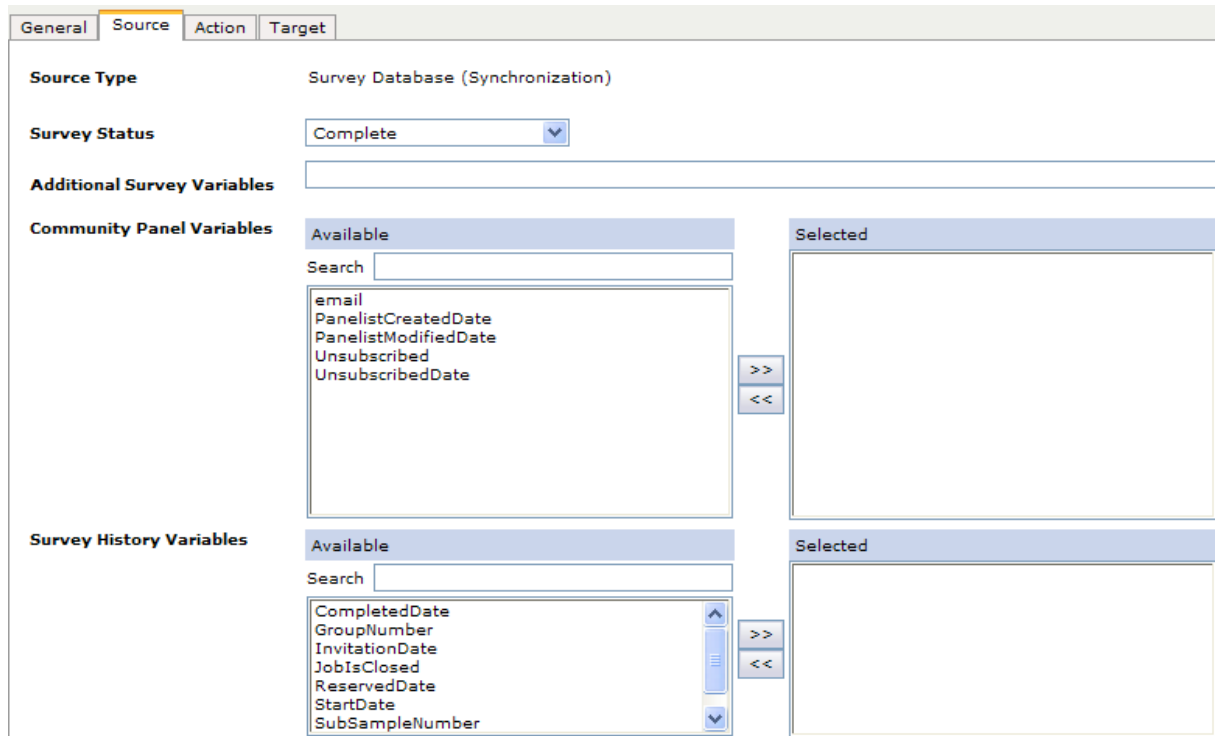 General Source Action Target
Source Type Survey Database (Synchronization)
Survey Status Complete
Additional Survey Variables
Community Panel Variables Available Selected
Search
email
PanelistCreatedDate
PanelistModifiedDate
Unsubscribed
UnsubscribedDate
>>
<<
Survey History Variables Available Selected
Search
CompletedDate
GroupNumber
InvitationDate
JobIsClosed
ReservedDate
StartDate
SubSampleNumber
>>
<<